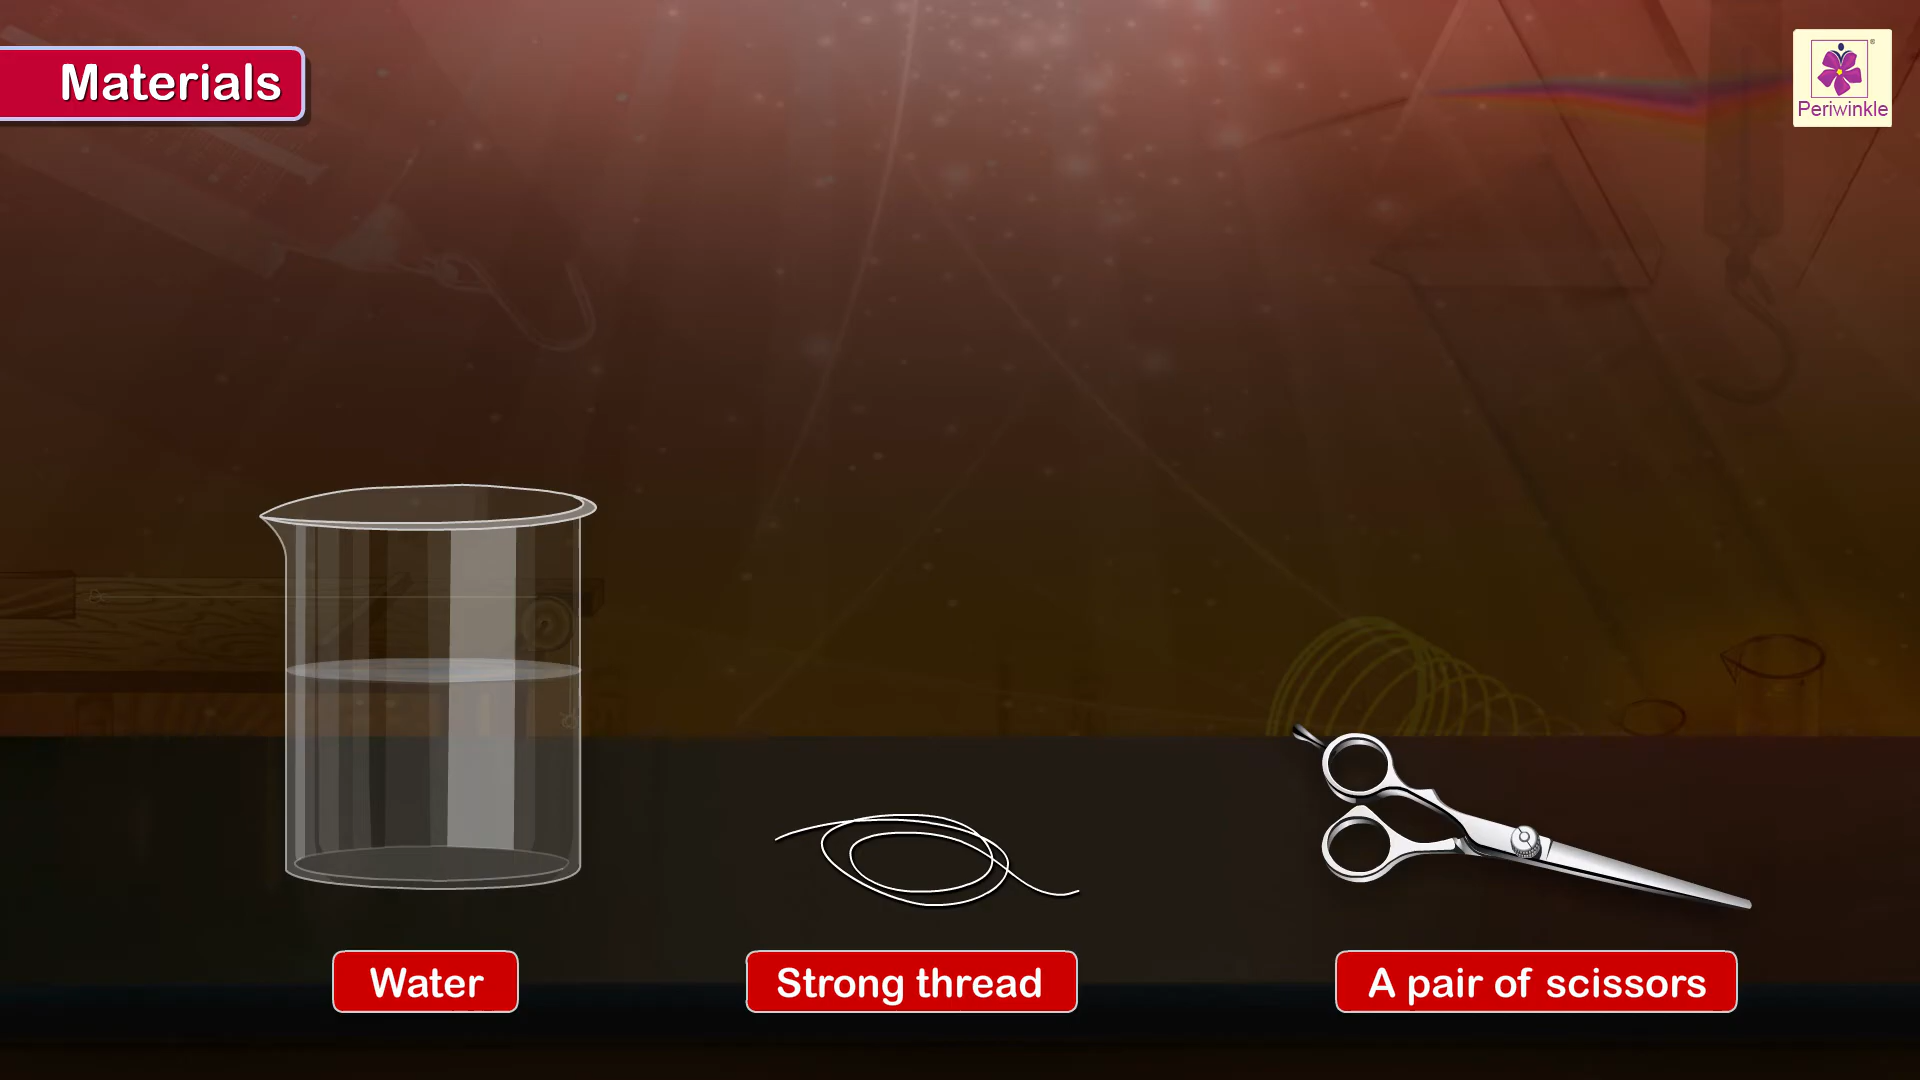 Materials
Periwinkle
Water
Strong thread
A pair of scissors